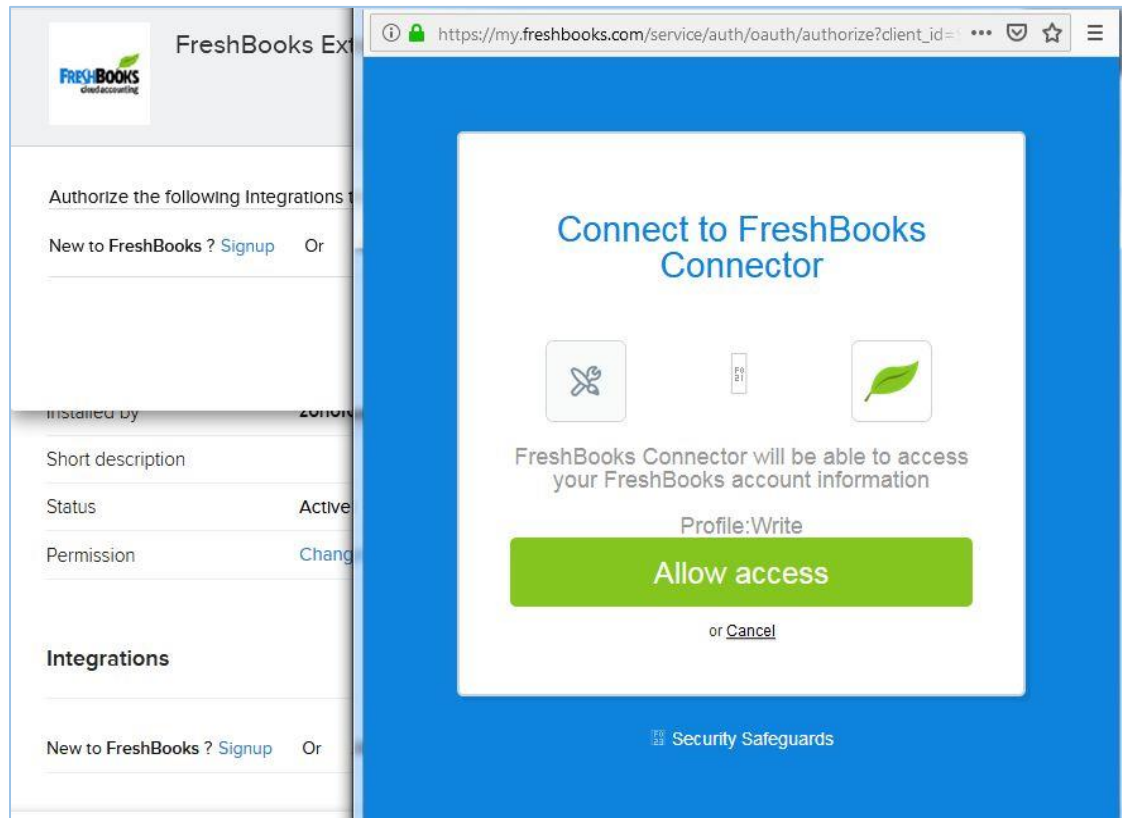 FRESHBOOKS
cloud accounting
FreshBooks Ext
Authorize the following Integrations t
New to FreshBooks ? Signup Or
Installed by
Short description
Status Active
Permission Chang
Integrations
New to FreshBooks ? Signup Or
https://my.freshbooks.com/service/auth/oauth/authorize?client_id=
Connect to FreshBooks
Connector
F0
21
FreshBooks Connector will be able to access
your FreshBooks account information
Profile:Write
Allow access
or Cancel
Security Safeguards